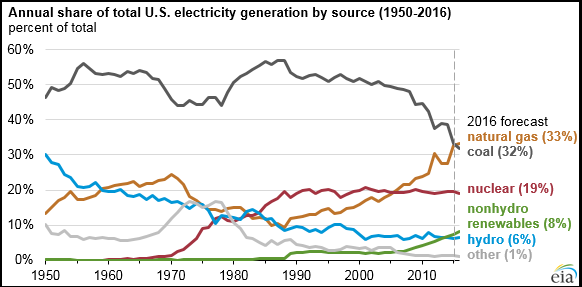 Annual share of total U.S. electricity generation by source (1950-2016)
percent of total
60%
50%
40%
30%
20%
10%
0%
1950
1960
1970
1980
1990
2000
2010
2016 forecast
natural gas (33%)
coal (32%)
nuclear (19%)
nonhydro
renewables (8%)
hydro (6%)
other (1%)
eia